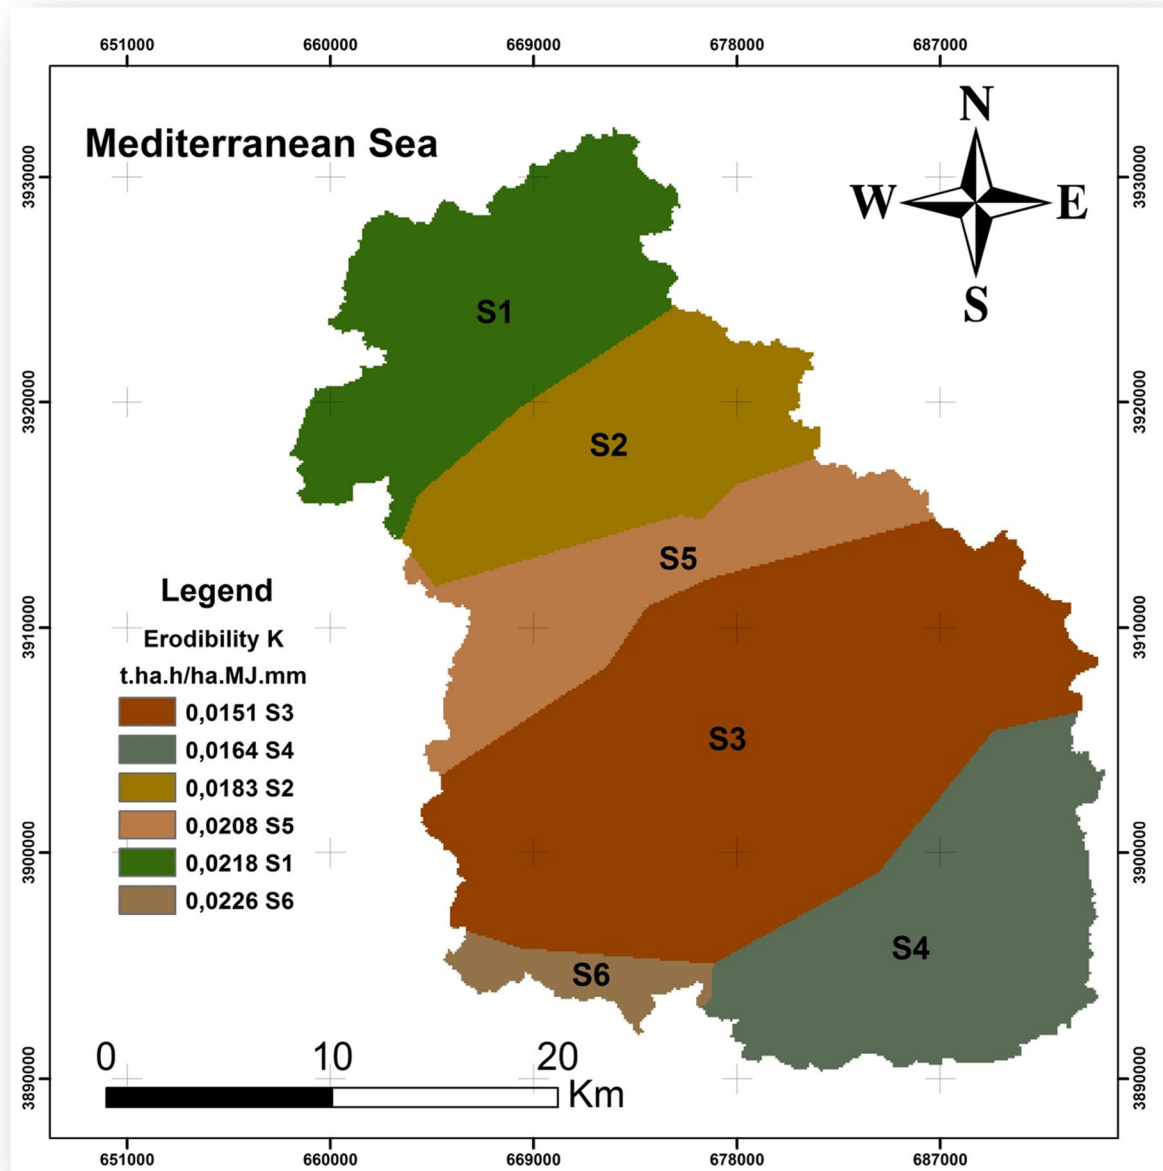 651000 660000 669000 678000 687000
Mediterranean Sea
N
W E
S
3930000 3930000
S1
3920000 3920000
S2
S5
Legend
Erodibility K
t.ha.h/ha.MJ.mm
0,0151 S3
0,0164 S4
0,0183 S2
0,0208 S5
0,0218 S1
0,0226 S6
3910000 3910000
S3
3900000 3900000
S4
S6
0 10 20
Km
3890000 3890000
651000 660000 669000 678000 687000